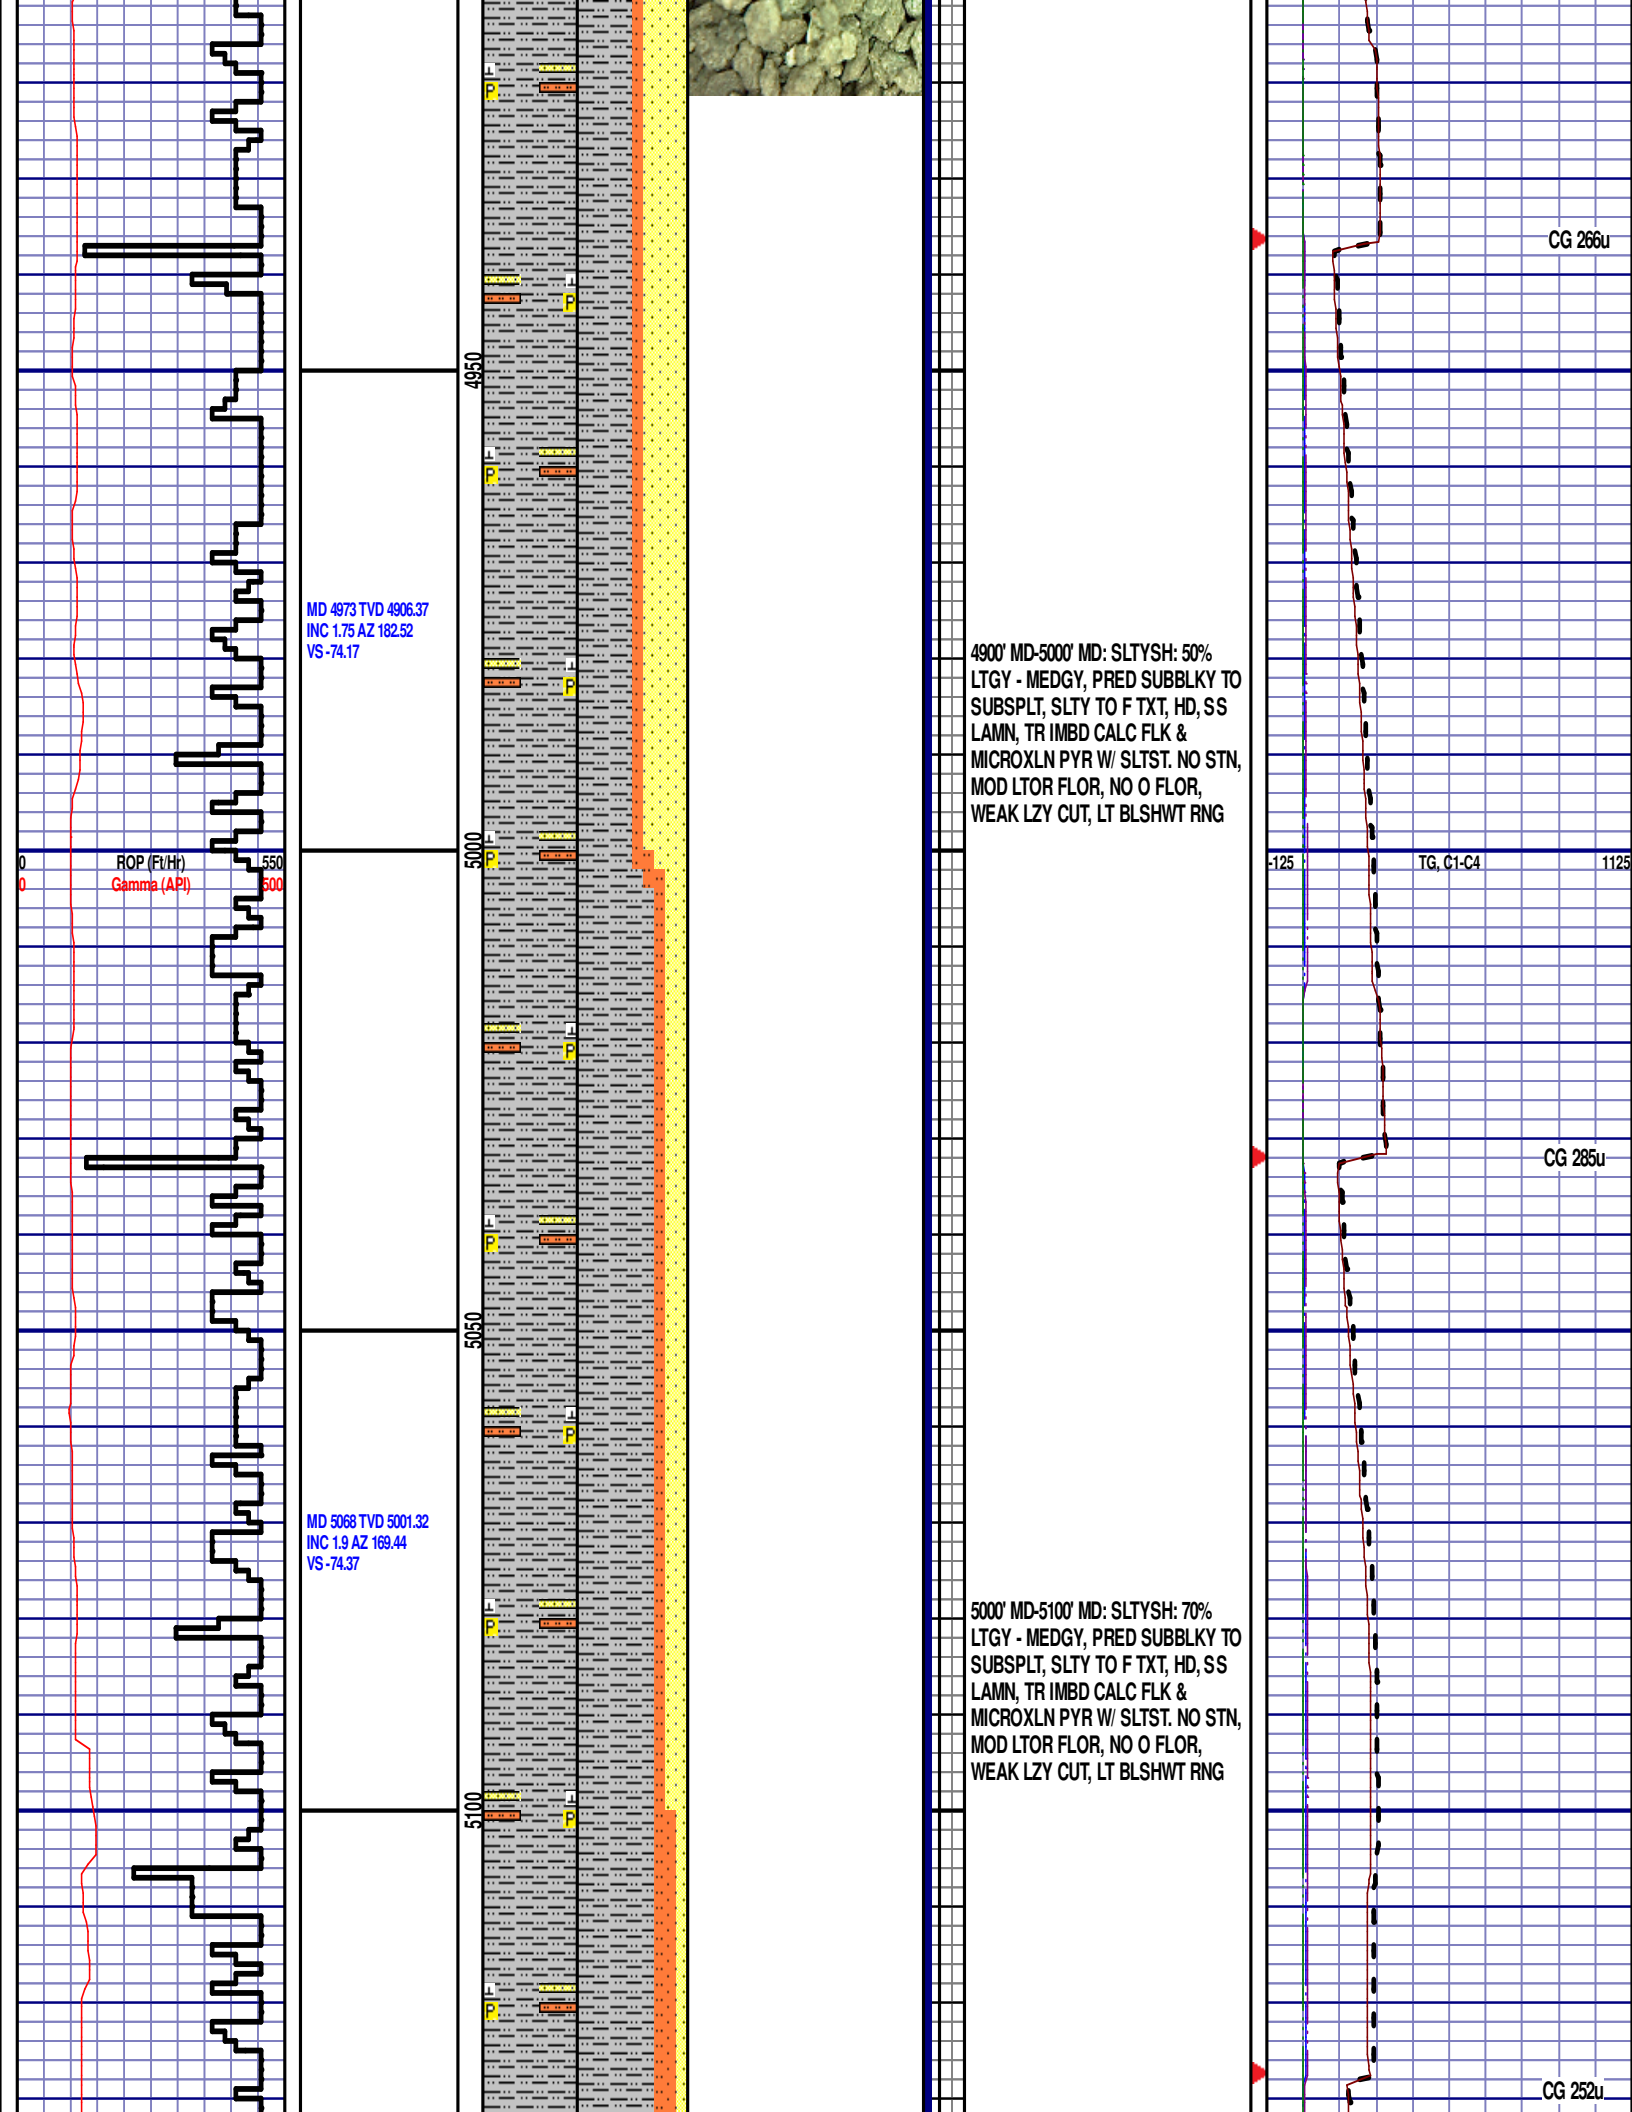 CG 266u
4950
MD 4973 TVD 4906.37
INC 1.75 AZ 182.52
VS -74.17
4900' MD-5000' MD: SLTYSH: 50%
LTGY - MEDGY, PRED SUBBLKY TO
SUBSPLT, SLTY TO F TXT, HD, SS
LAMN, TR IMBD CALC FLK &
MICROXLN PYR W/ SLTST. NO STN,
MOD LTOR FLOR, NO O FLOR,
WEAK LZY CUT, LT BLSHWT RNG
5000
0 ROP (Ft/Hr) 550
0 Gamma (API) 500
-125 TG, C1-C4 1125
CG 285u
5050
MD 5068 TVD 5001.32
INC 1.9 AZ 169.44
VS -74.37
5000' MD-5100' MD: SLTYSH: 70%
LTGY - MEDGY, PRED SUBBLKY TO
SUBSPLT, SLTY TO F TXT, HD, SS
LAMN, TR IMBD CALC FLK &
MICROXLN PYR W/ SLTST. NO STN,
MOD LTOR FLOR, NO O FLOR,
WEAK LZY CUT, LT BLSHWT RNG
5100
CG 252u
P
P
P
P
P
P
P
P
P
P
P